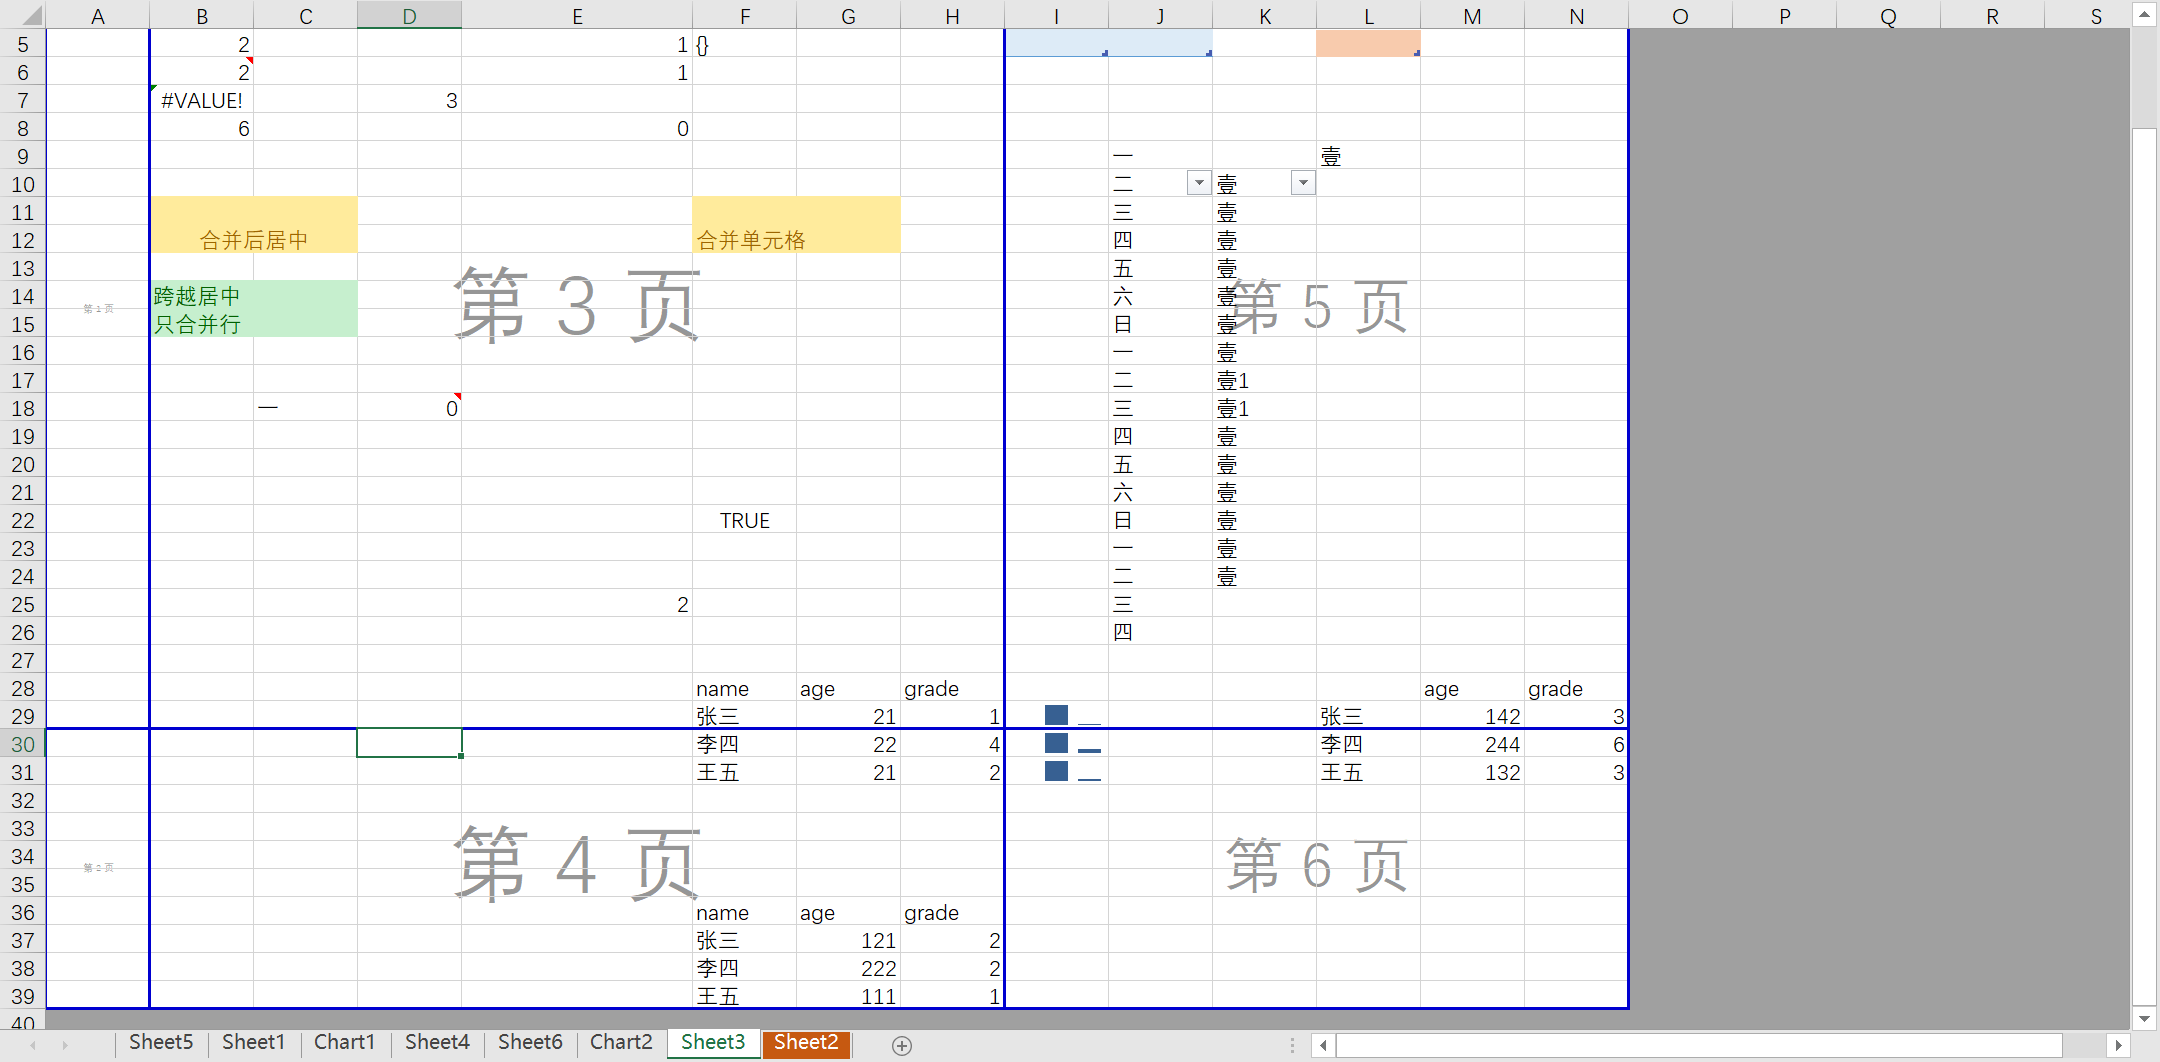 A B C D E F G H I J K L M N O P Q R S
5 2 1 {}
6 2 1
7 #VALUE! 3
8 6 0
9 一 壹
10 二 壹
11 三 壹
12 合并后居中 合并单元格 四 壹
13 五 壹
14 跨越居中 六 壹
第 1 页 第 3 页 第 5 页
15 只合并行 日 壹
16 一 壹
17 二 壹1
18 一 0 三 壹1
19 四 壹
20 五 壹
21 六 壹
22 TRUE 日 壹
23 一 壹
24 二 壹
25 2 三
26 四
27
28 name age grade age grade
29 张三 21 1 张三 142 3
30 李四 22 4 李四 244 6
31 王五 21 2 王五 132 3
32
33
34
第 2 页 第 4 页 第 6 页
35
36 name age grade
37 张三 121 2
38 李四 222 2
39 王五 111 1
40
Sheet5 Sheet1 Chart1 Sheet4 Sheet6 Chart2 Sheet3 Sheet2